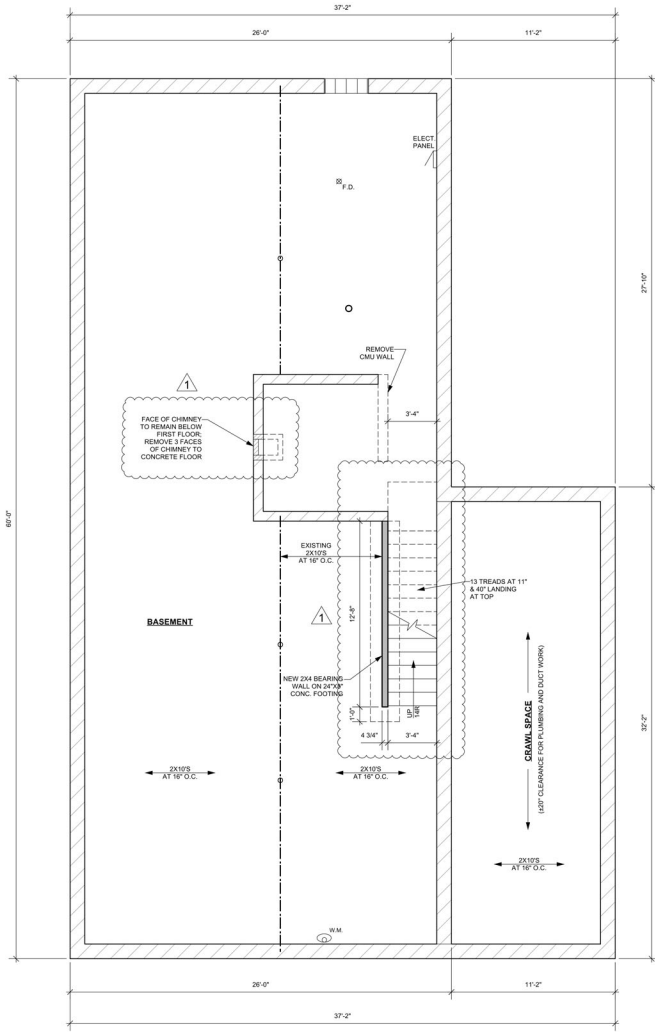 37'-2"
26'-0"
11'-2"
ELECT.
PANEL
F.D.
27'-10"
REMOVE
CMU WALL
1
3'-4"
FACE OF CHIMNEY
TO REMAIN BELOW
FIRST FLOOR;
REMOVE 3 FACES
OF CHIMNEY TO
CONCRETE FLOOR
60'-0"
EXISTING
2X10'S
AT 16" O.C.
13 TREADS AT 11"
& 40" LANDING
AT TOP
12'-8"
1
BASEMENT
NEW 2X4 BEARING
WALL ON 24"X8"
CONC. FOOTING
UP
14R
1'-0"
4 3/4"
3'-4"
CRAWL SPACE
(±20" CLEARANCE FOR PLUMBING AND DUCT WORK)
32'-2"
2X10'S
AT 16" O.C.
2X10'S
AT 16" O.C.
2X10'S
AT 16" O.C.
W.M.
26'-0"
11'-2"
37'-2"